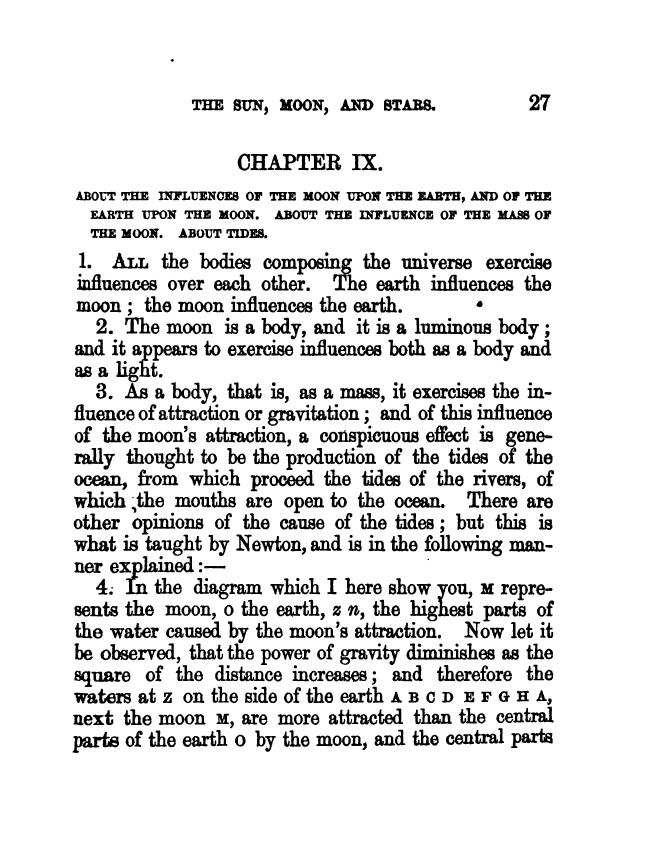 THE SUN, MOON, AND STARS. 27
CHAPTER IX.
ABOUT THE INFLUENCES OF THE MOON UPON THE EARTH, AND OF THE
EARTH UPON THE MOON. ABOUT THE INFLUENCE OF THE MASS OF
THE MOON. ABOUT TIDES.
1. ALL the bodies composing the universe exercise
influences over each other. The earth influences the
moon; the moon influences the earth.
2. The moon is a body, and it is a luminous body;
and it appears to exercise influences both as a body and
as a light.
3. As a body, that is, as a mass, it exercises the in-
fluence of attraction or gravitation; and of this influence
of the moon's attraction, a conspicuous effect is gene-
rally thought to be the production of the tides of the
ocean, from which proceed the tides of the rivers, of
which the mouths are open to the ocean. There are
other opinions of the cause of the tides; but this is
what is taught by Newton, and is in the following man-
ner explained:—
4. In the diagram which I here show you, M repre-
sents the moon, O the earth, z n, the highest parts of
the water caused by the moon's attraction. Now let it
be observed, that the power of gravity diminishes as the
square of the distance increases; and therefore the
waters at Z on the side of the earth A B C D E F G H A,
next the moon M, are more attracted than the central
parts of the earth O by the moon, and the central parts